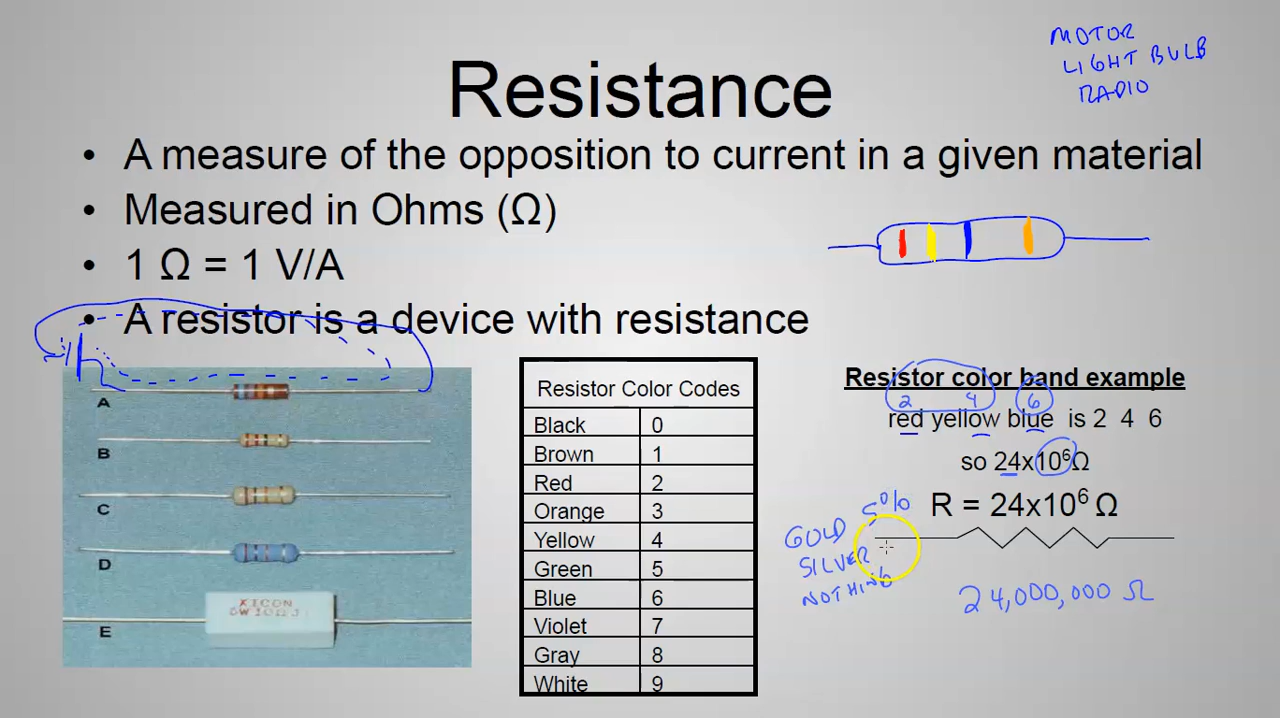 MOTOR
LIGHT BULB
RADIO
Resistance
• A measure of the opposition to current in a given material
• Measured in Ohms (Ω)
• 1 Ω = 1 V/A
• A resistor is a device with resistance
A
B
C
D
E
XICON
5W10ΩJ
Resistor Color Codes
Black 0
Brown 1
Red 2
Orange 3
Yellow 4
Green 5
Blue 6
Violet 7
Gray 8
White 9
Resistor color band example
2 4 6
red yellow blue is 2 4 6
so 24x10⁶Ω
R = 24x10⁶ Ω
GOLD 5%
SILVER
NOTHING
24,000,000 Ω